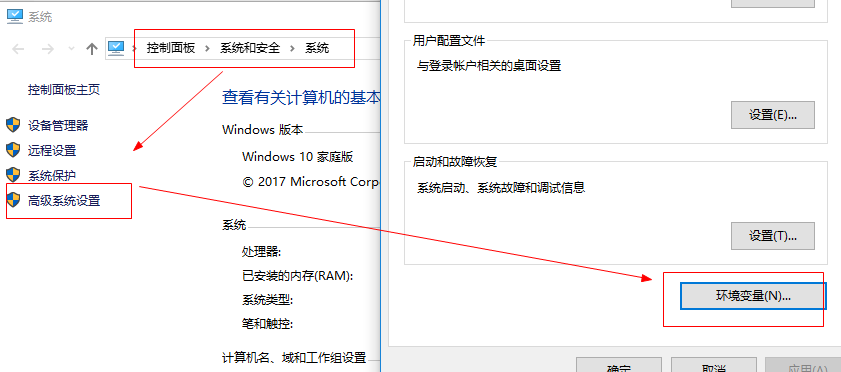 系统
控制面板 › 系统和安全 › 系统
控制面板主页
设备管理器
远程设置
系统保护
高级系统设置
查看有关计算机的基本
Windows 版本
Windows 10 家庭版
© 2017 Microsoft Corp
系统
处理器:
已安装的内存(RAM):
系统类型:
笔和触控:
计算机名、域和工作组设置
用户配置文件
与登录帐户相关的桌面设置
设置(E)...
启动和故障恢复
系统启动、系统故障和调试信息
设置(T)...
环境变量(N)...
确定
取消
应用(A)